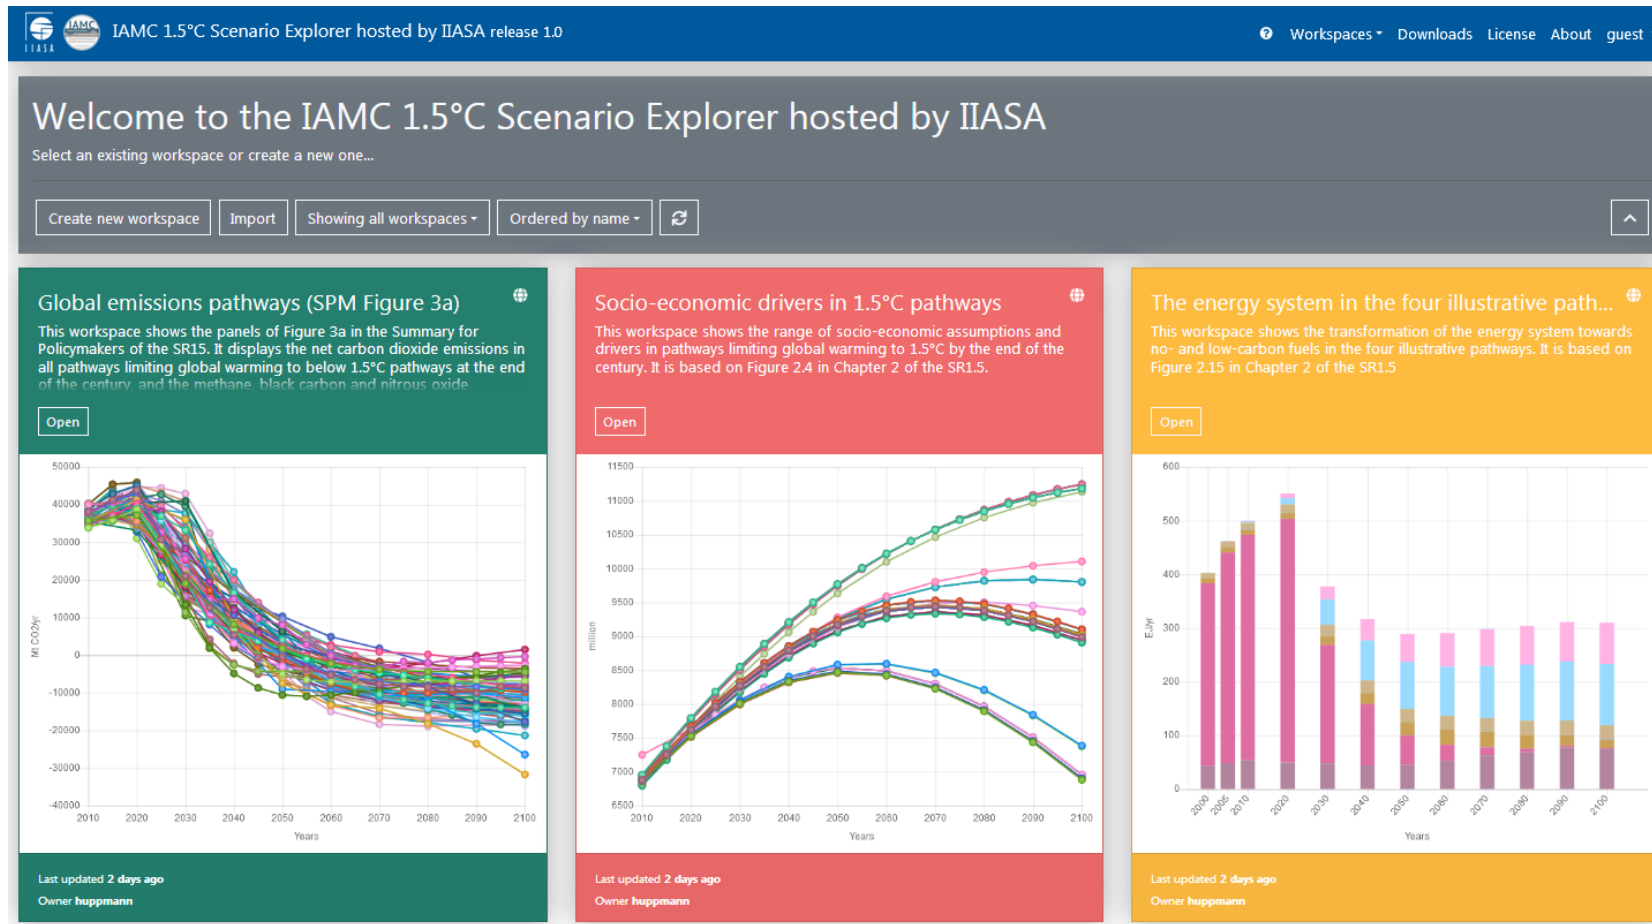 IIASA
IAMC
IAMC 1.5°C Scenario Explorer hosted by IIASA release 1.0
Workspaces
Downloads
License
About
guest
Welcome to the IAMC 1.5°C Scenario Explorer hosted by IIASA
Select an existing workspace or create a new one...
Create new workspace
Import
Showing all workspaces
Ordered by name
Global emissions pathways (SPM Figure 3a)
This workspace shows the panels of Figure 3a in the Summary for
Policymakers of the SR15. It displays the net carbon dioxide emissions in
all pathways limiting global warming to below 1.5°C pathways at the end
of the century, and the methane, black carbon and nitrous oxide
Open
50000
40000
30000
20000
10000
0
-10000
-20000
-30000
-40000
Mt CO2/yr
2010 2020 2030 2040 2050 2060 2070 2080 2090 2100
Years
Last updated 2 days ago
Owner huppmann
Socio-economic drivers in 1.5°C pathways
This workspace shows the range of socio-economic assumptions and
drivers in pathways limiting global warming to 1.5°C by the end of the
century. It is based on Figure 2.4 in Chapter 2 of the SR1.5.
Open
11500
11000
10500
10000
9500
9000
8500
8000
7500
7000
6500
million
2010 2020 2030 2040 2050 2060 2070 2080 2090 2100
Years
Last updated 2 days ago
Owner huppmann
The energy system in the four illustrative path...
This workspace shows the transformation of the energy system towards
no- and low-carbon fuels in the four illustrative pathways. It is based on
Figure 2.15 in Chapter 2 of the SR1.5
Open
600
500
400
300
200
100
0
EJ/yr
2000 2005 2010 2020 2030 2040 2050 2060 2070 2080 2090 2100
Years
Last updated 2 days ago
Owner huppmann